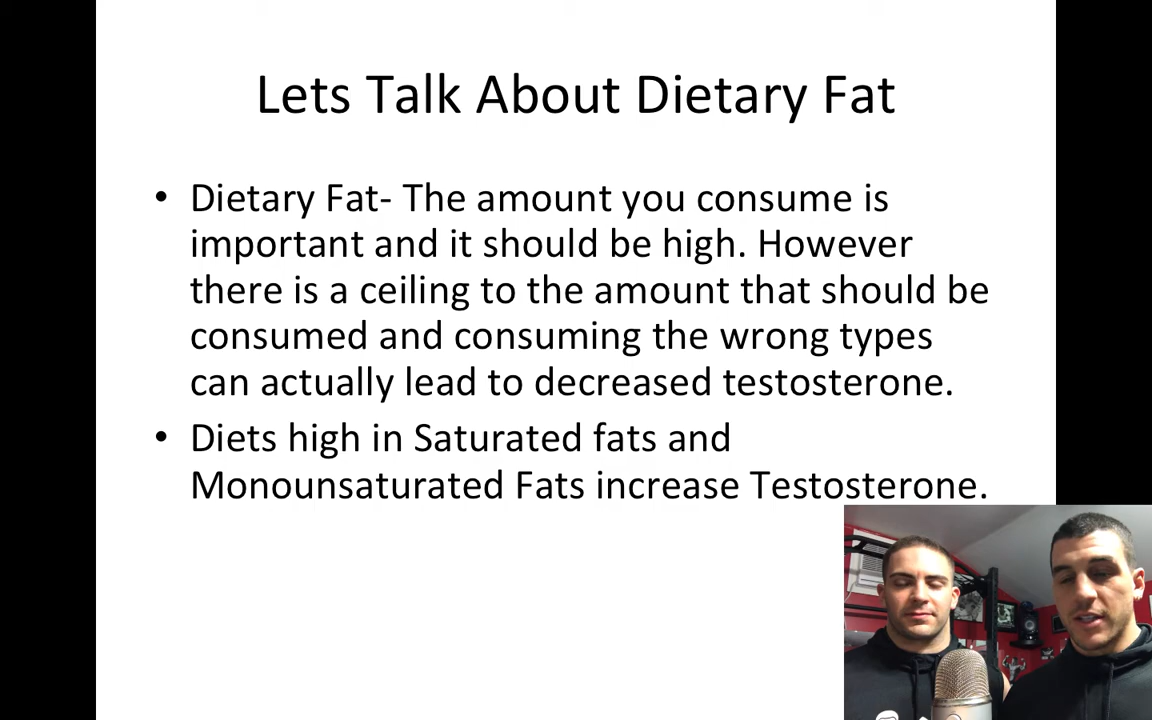 Lets Talk About Dietary Fat
• Dietary Fat- The amount you consume is
important and it should be high. However
there is a ceiling to the amount that should be
consumed and consuming the wrong types
can actually lead to decreased testosterone.
• Diets high in Saturated fats and
Monounsaturated Fats increase Testosterone.